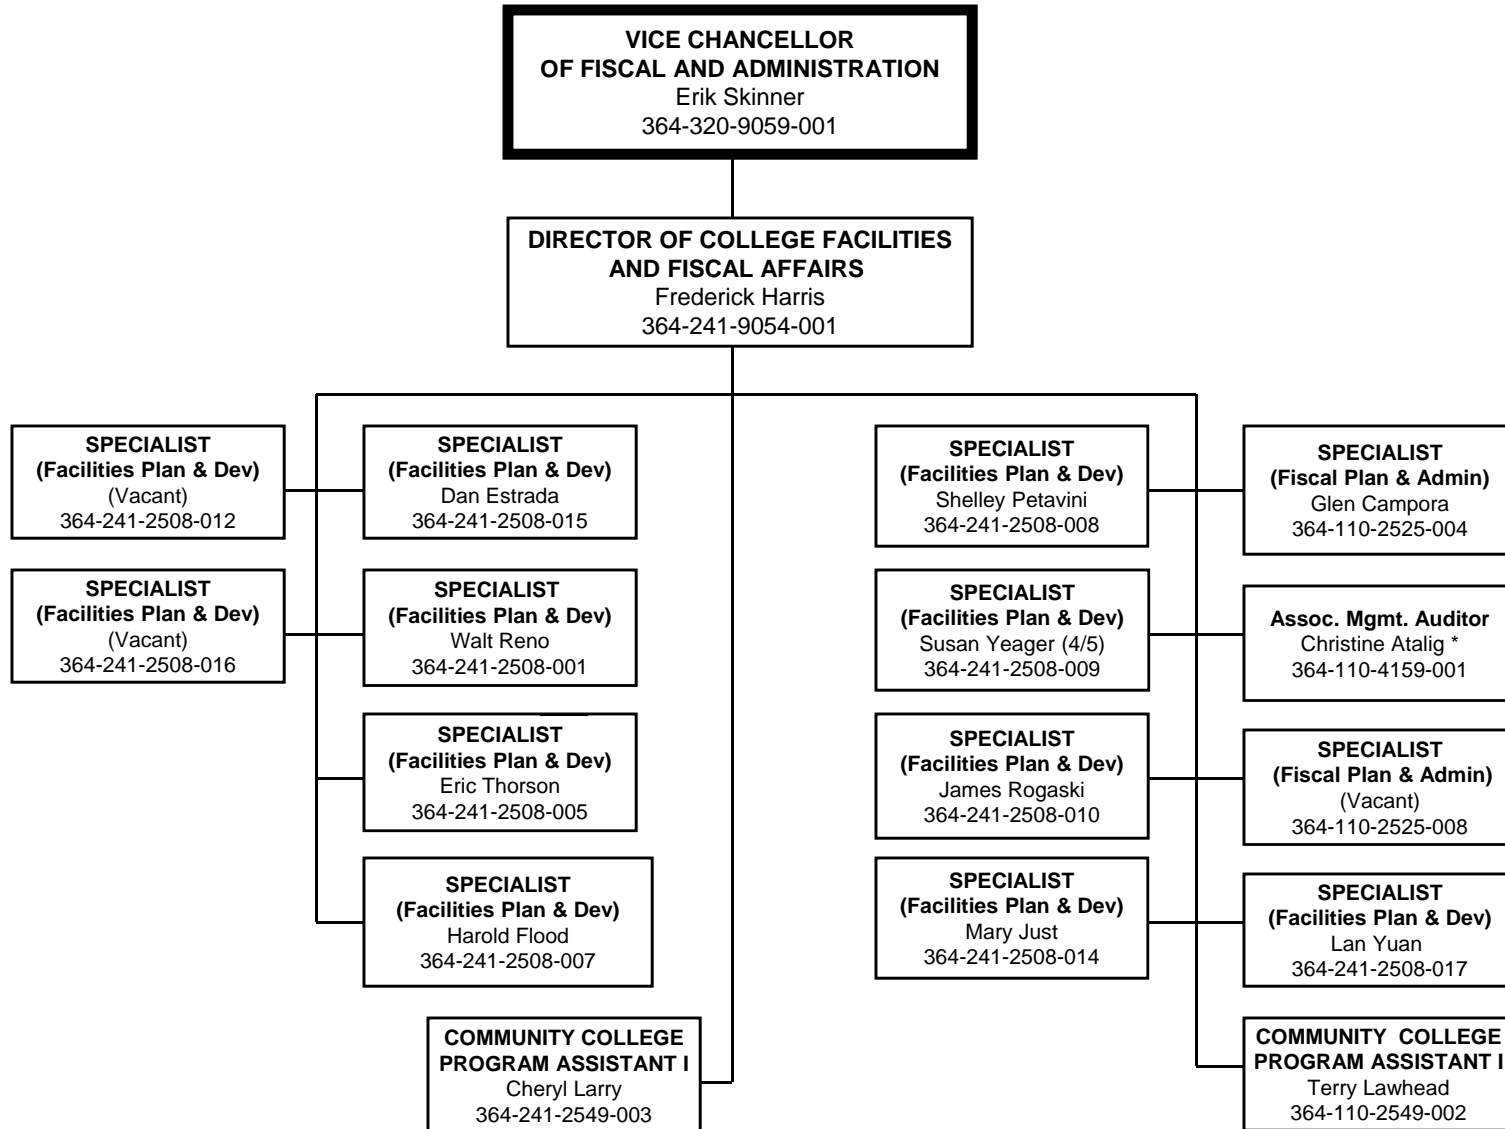 VICE CHANCELLOR
OF FISCAL AND ADMINISTRATION
Erik Skinner
364-320-9059-001
DIRECTOR OF COLLEGE FACILITIES
AND FISCAL AFFAIRS
Frederick Harris
364-241-9054-001
SPECIALIST
(Facilities Plan & Dev)
(Vacant)
364-241-2508-012
SPECIALIST
(Facilities Plan & Dev)
Dan Estrada
364-241-2508-015
SPECIALIST
(Facilities Plan & Dev)
Shelley Petavini
364-241-2508-008
SPECIALIST
(Fiscal Plan & Admin)
Glen Campora
364-110-2525-004
SPECIALIST
(Facilities Plan & Dev)
(Vacant)
364-241-2508-016
SPECIALIST
(Facilities Plan & Dev)
Walt Reno
364-241-2508-001
SPECIALIST
(Facilities Plan & Dev)
Susan Yeager (4/5)
364-241-2508-009
Assoc. Mgmt. Auditor
Christine Atalig *
364-110-4159-001
SPECIALIST
(Facilities Plan & Dev)
Eric Thorson
364-241-2508-005
SPECIALIST
(Facilities Plan & Dev)
James Rogaski
364-241-2508-010
SPECIALIST
(Fiscal Plan & Admin)
(Vacant)
364-110-2525-008
SPECIALIST
(Facilities Plan & Dev)
Harold Flood
364-241-2508-007
SPECIALIST
(Facilities Plan & Dev)
Mary Just
364-241-2508-014
SPECIALIST
(Facilities Plan & Dev)
Lan Yuan
364-241-2508-017
COMMUNITY COLLEGE
PROGRAM ASSISTANT I
Cheryl Larry
364-241-2549-003
COMMUNITY COLLEGE
PROGRAM ASSISTANT I
Terry Lawhead
364-110-2549-002